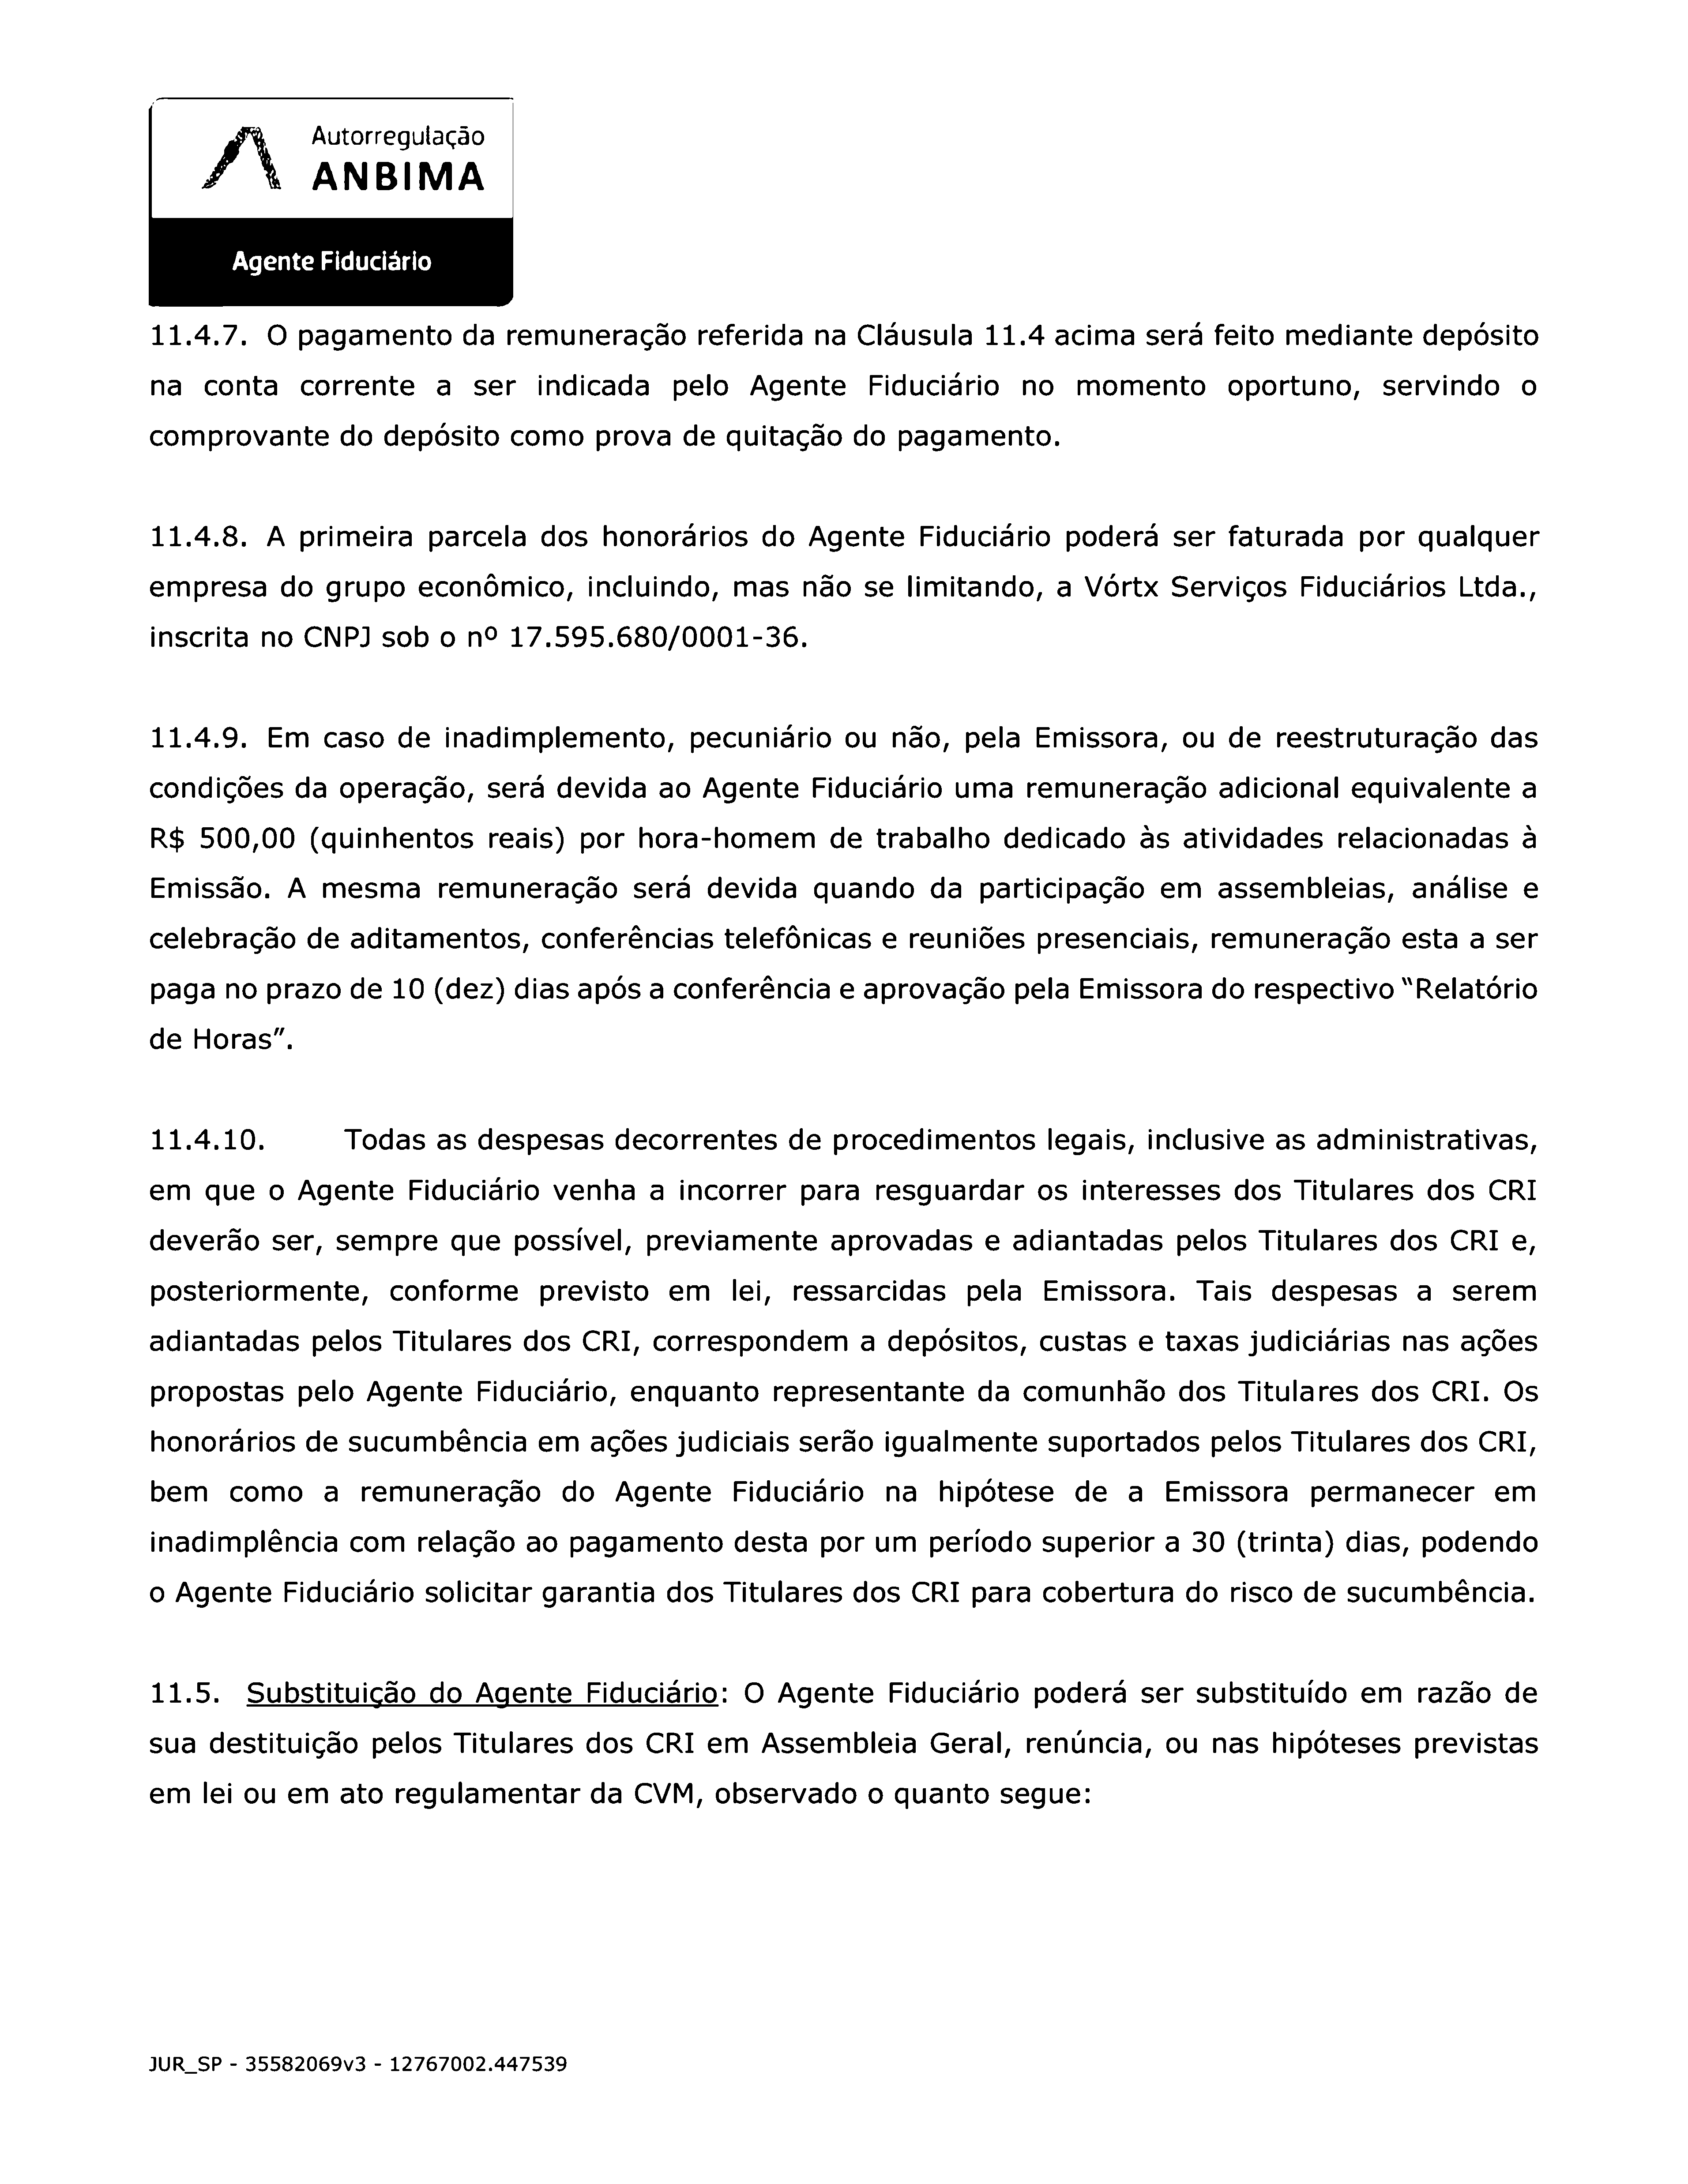 Autorregulação
ANBIMA
Agente Fiduciário
11.4.7. O pagamento da remuneração referida na Cláusula 11.4 acima será feito mediante depósito
na conta corrente a ser indicada pelo Agente Fiduciário no momento oportuno, servindo o
comprovante do depósito como prova de quitação do pagamento.
11.4.8. A primeira parcela dos honorários do Agente Fiduciário poderá ser faturada por qualquer
empresa do grupo econômico, incluindo, mas não se limitando, a Vórtx Serviços Fiduciários Ltda.,
inscrita no CNPJ sob o nº 17.595.680/0001-36.
11.4.9. Em caso de inadimplemento, pecuniário ou não, pela Emissora, ou de reestruturação das
condições da operação, será devida ao Agente Fiduciário uma remuneração adicional equivalente a
R$ 500,00 (quinhentos reais) por hora-homem de trabalho dedicado às atividades relacionadas à
Emissão. A mesma remuneração será devida quando da participação em assembleias, análise e
celebração de aditamentos, conferências telefônicas e reuniões presenciais, remuneração esta a ser
paga no prazo de 10 (dez) dias após a conferência e aprovação pela Emissora do respectivo “Relatório
de Horas”.
11.4.10. Todas as despesas decorrentes de procedimentos legais, inclusive as administrativas,
em que o Agente Fiduciário venha a incorrer para resguardar os interesses dos Titulares dos CRI
deverão ser, sempre que possível, previamente aprovadas e adiantadas pelos Titulares dos CRI e,
posteriormente, conforme previsto em lei, ressarcidas pela Emissora. Tais despesas a serem
adiantadas pelos Titulares dos CRI, correspondem a depósitos, custas e taxas judiciárias nas ações
propostas pelo Agente Fiduciário, enquanto representante da comunhão dos Titulares dos CRI. Os
honorários de sucumbência em ações judiciais serão igualmente suportados pelos Titulares dos CRI,
bem como a remuneração do Agente Fiduciário na hipótese de a Emissora permanecer em
inadimplência com relação ao pagamento desta por um período superior a 30 (trinta) dias, podendo
o Agente Fiduciário solicitar garantia dos Titulares dos CRI para cobertura do risco de sucumbência.
11.5. Substituição do Agente Fiduciário: O Agente Fiduciário poderá ser substituído em razão de
sua destituição pelos Titulares dos CRI em Assembleia Geral, renúncia, ou nas hipóteses previstas
em lei ou em ato regulamentar da CVM, observado o quanto segue:
JUR_SP - 35582069v3 - 12767002.447539